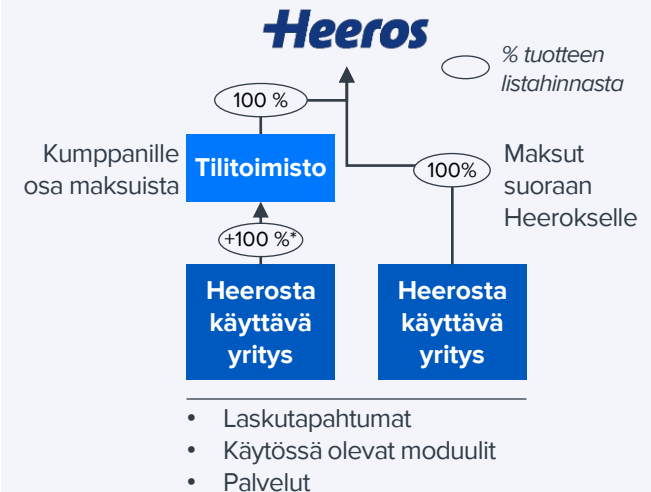 Heeros
% tuotteen
listahinnasta
100 %
Kumppanille
osa maksuista
Tilitoimisto
100%
Maksut
suoraan
Heerokselle
+100 %*
Heerosta
käyttävä
yritys
Heerosta
käyttävä
yritys
• Laskutapahtumat
• Käytössä olevat moduulit
• Palvelut